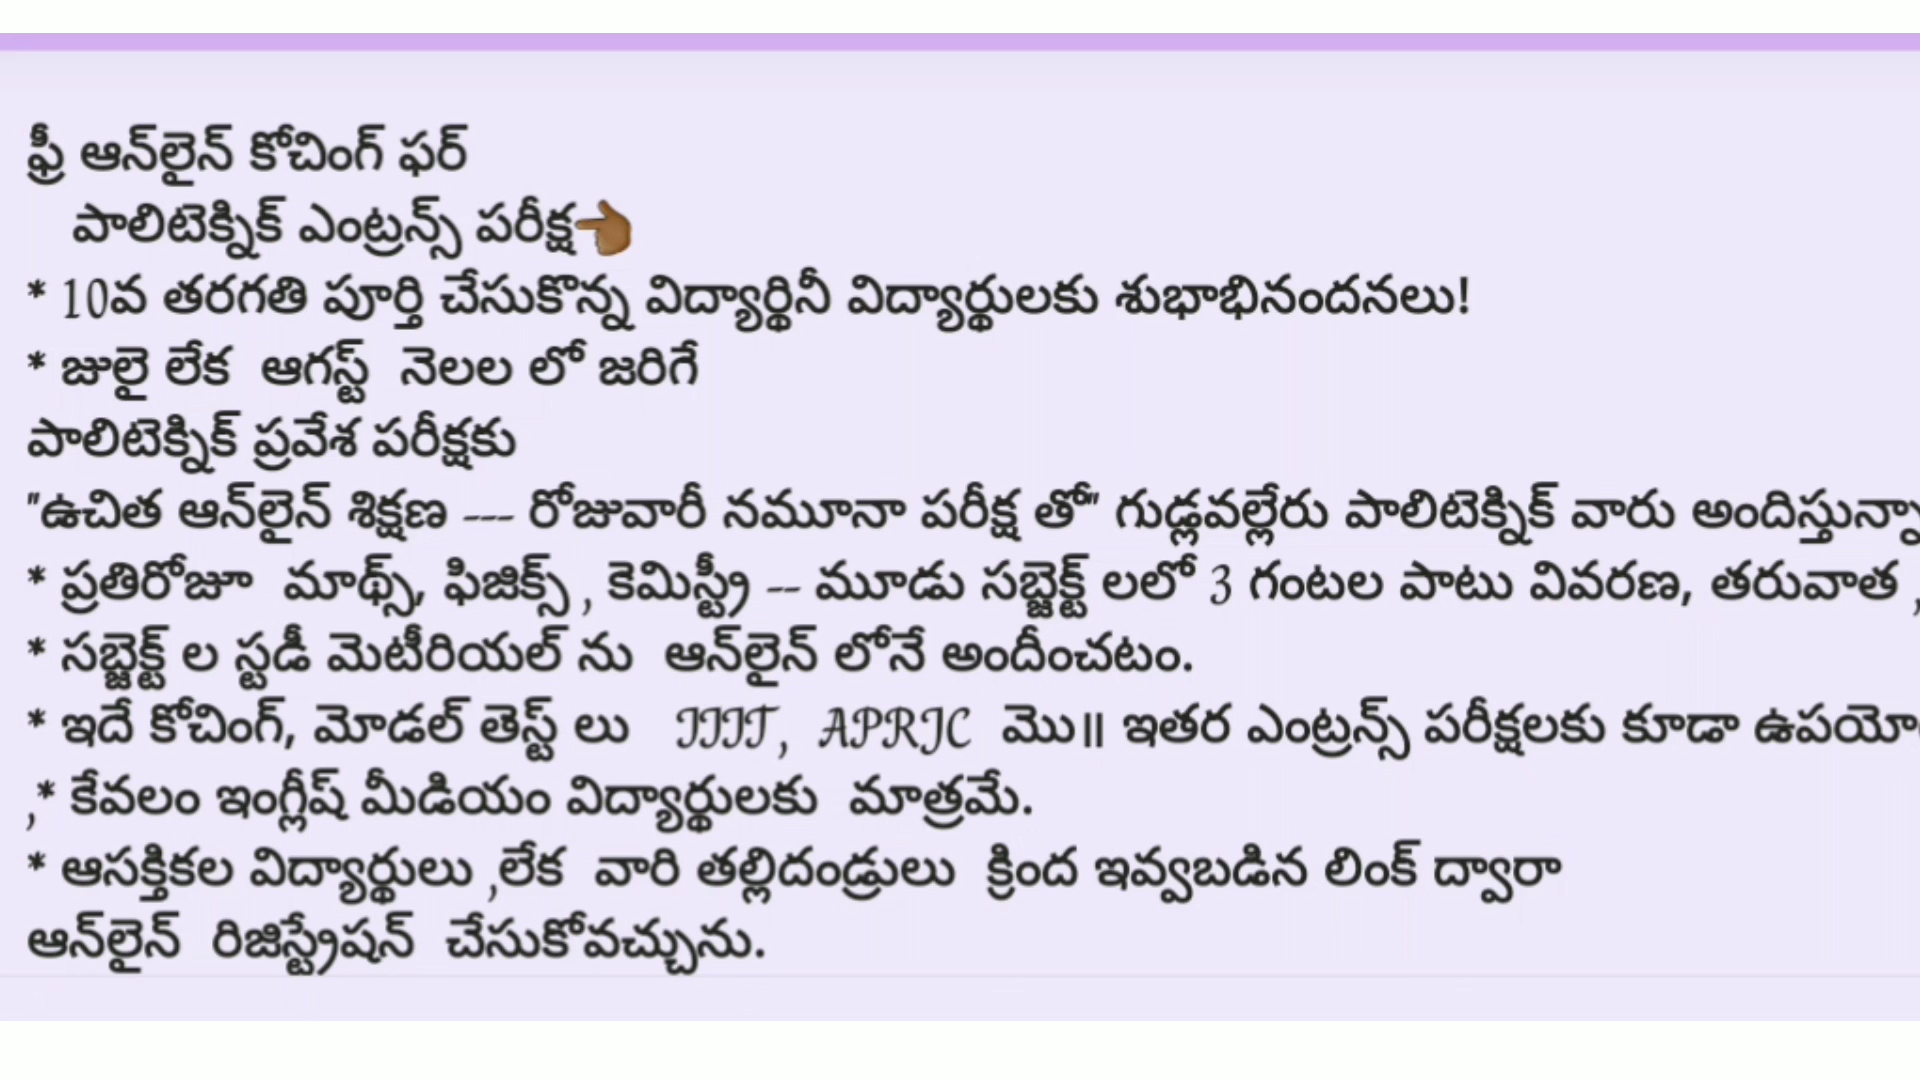 ఫ్రీ ఆన్‌లైన్ కోచింగ్ ఫర్
పాలిటెక్నిక్ ఎంట్రన్స్ పరీక్ష👈🏾
* 10వ తరగతి పూర్తి చేసుకొన్న విద్యార్థినీ విద్యార్థులకు శుభాభినందనలు!
* జులై లేక ఆగస్ట్ నెలల లో జరిగే
పాలిటెక్నిక్ ప్రవేశ పరీక్షకు
"ఉచిత ఆన్‌లైన్ శిక్షణ --- రోజువారీ నమూనా పరీక్ష తో" గుడ్లవల్లేరు పాలిటెక్నిక్ వారు
* ప్రతిరోజూ మాథ్స్, ఫిజిక్స్ , కెమిస్ట్రీ -- మూడు సబ్జెక్ట్ లలో 3 గంటల పాటు వివరణ, తరువాత ,
* సబ్జెక్ట్ ల స్టడీ మెటీరియల్ ను ఆన్‌లైన్ లోనే అందీంచటం.
* ఇదే కోచింగ్, మోడల్ తెస్ట్ లు IIIT, APRJC మొ॥ ఇతర ఎంట్రన్స్ పరీక్షలకు కూడా
,* కేవలం ఇంగ్లీష్ మీడియం విద్యార్థులకు మాత్రమే.
* ఆసక్తికల విద్యార్థులు ,లేక వారి తల్లిదండ్రులు క్రింద ఇవ్వబడిన లింక్ ద్వారా
ఆన్‌లైన్ రిజిస్ట్రేషన్ చేసుకోవచ్చును.